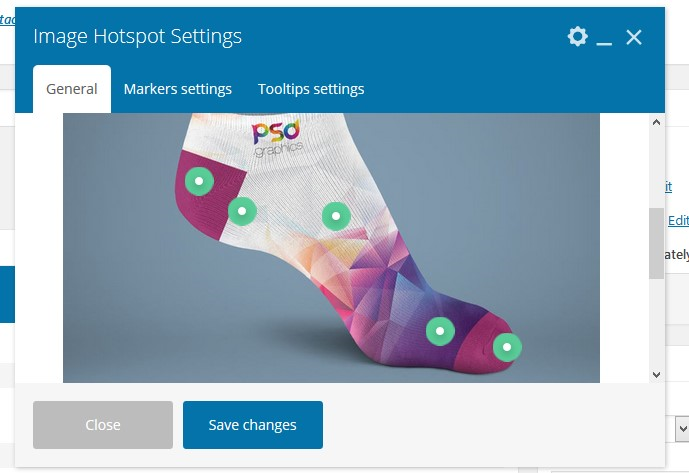 Image Hotspot Settings
General
Markers settings
Tooltips settings
psd
graphics
it
Edit
ately
Close
Save changes